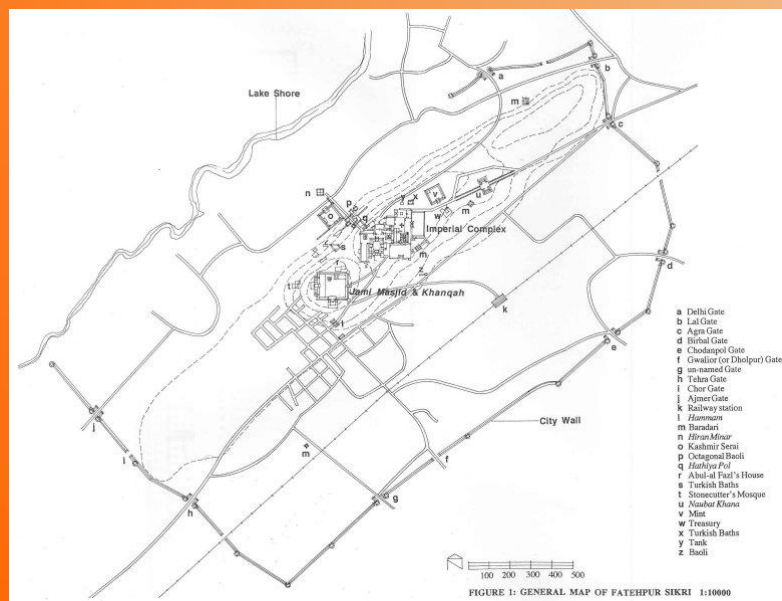 Lake Shore
a
b
m
c
n
p
y x
v
o
q
u
w
m
Imperial Complex
s
m
z
d
t
Jami Masjid & Khanqah
k
l
e
City Wall
j
m
f
i
g
h
a Delhi Gate
b Lal Gate
c Agra Gate
d Birbal Gate
e Chodanpol Gate
f Gwalior (or Dholpur) Gate
g un-named Gate
h Tehra Gate
i Chor Gate
j Ajmer Gate
k Railway station
l Hammam
m Baradari
n Hiran Minar
o Kashmir Serai
p Octagonal Baoli
q Hathiya Pol
r Abul-al Fazl's House
s Turkish Baths
t Stonecutter's Mosque
u Naubat Khana
v Mint
w Treasury
x Turkish Baths
y Tank
z Baoli
100 200 300 400 500
FIGURE 1: GENERAL MAP OF FATEHPUR SIKRI 1:10000